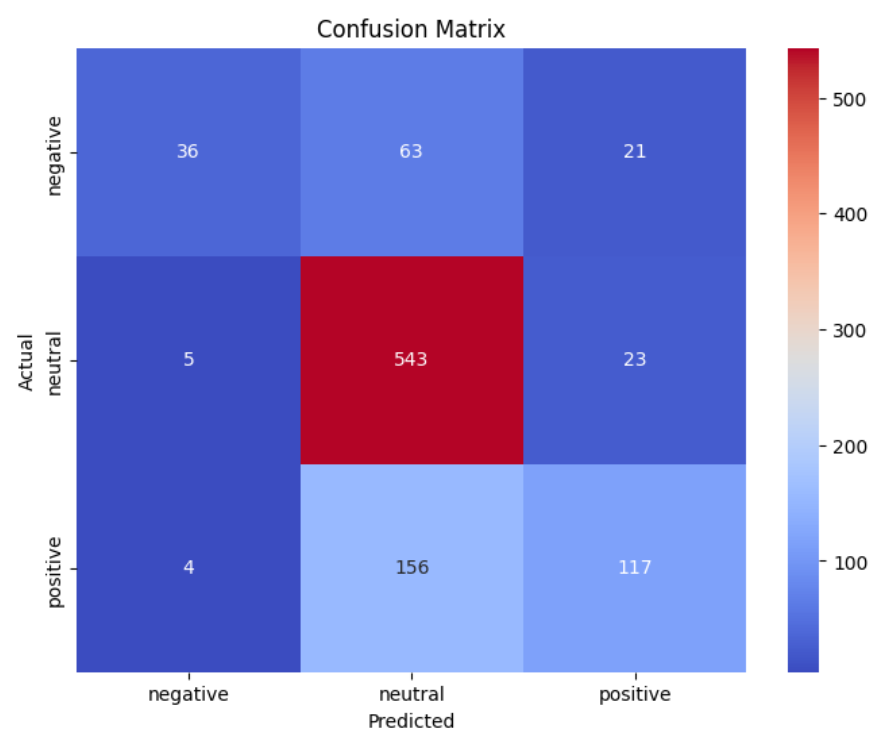 Confusion Matrix
negative
36
63
21
500
400
Actual
neutral
5
543
23
300
200
positive
4
156
117
100
negative
neutral
positive
Predicted